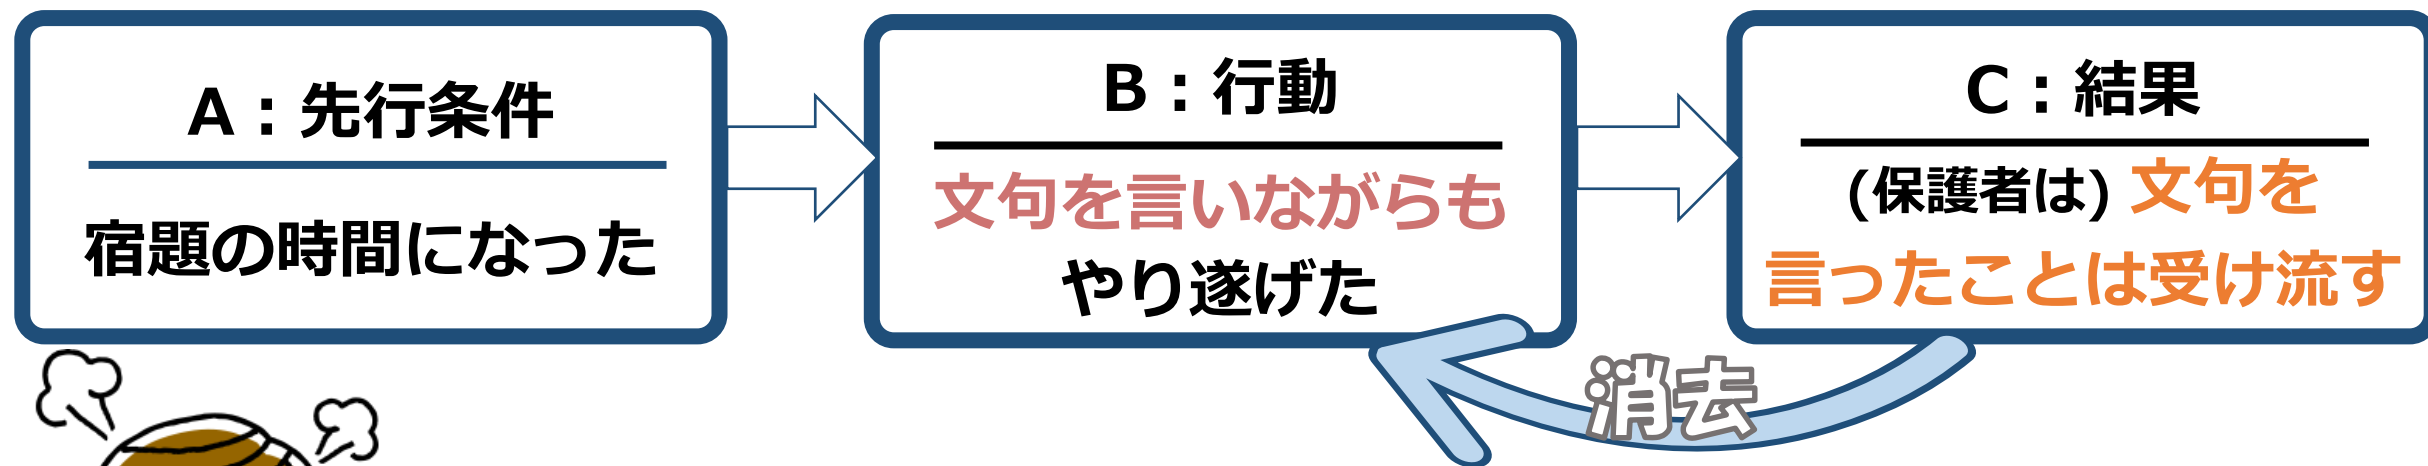 A：先行条件
宿題の時間になった
B：行動
文句を言いながらも
やり遂げた
C：結果
(保護者は) 文句を
言ったことは受け流す
消去